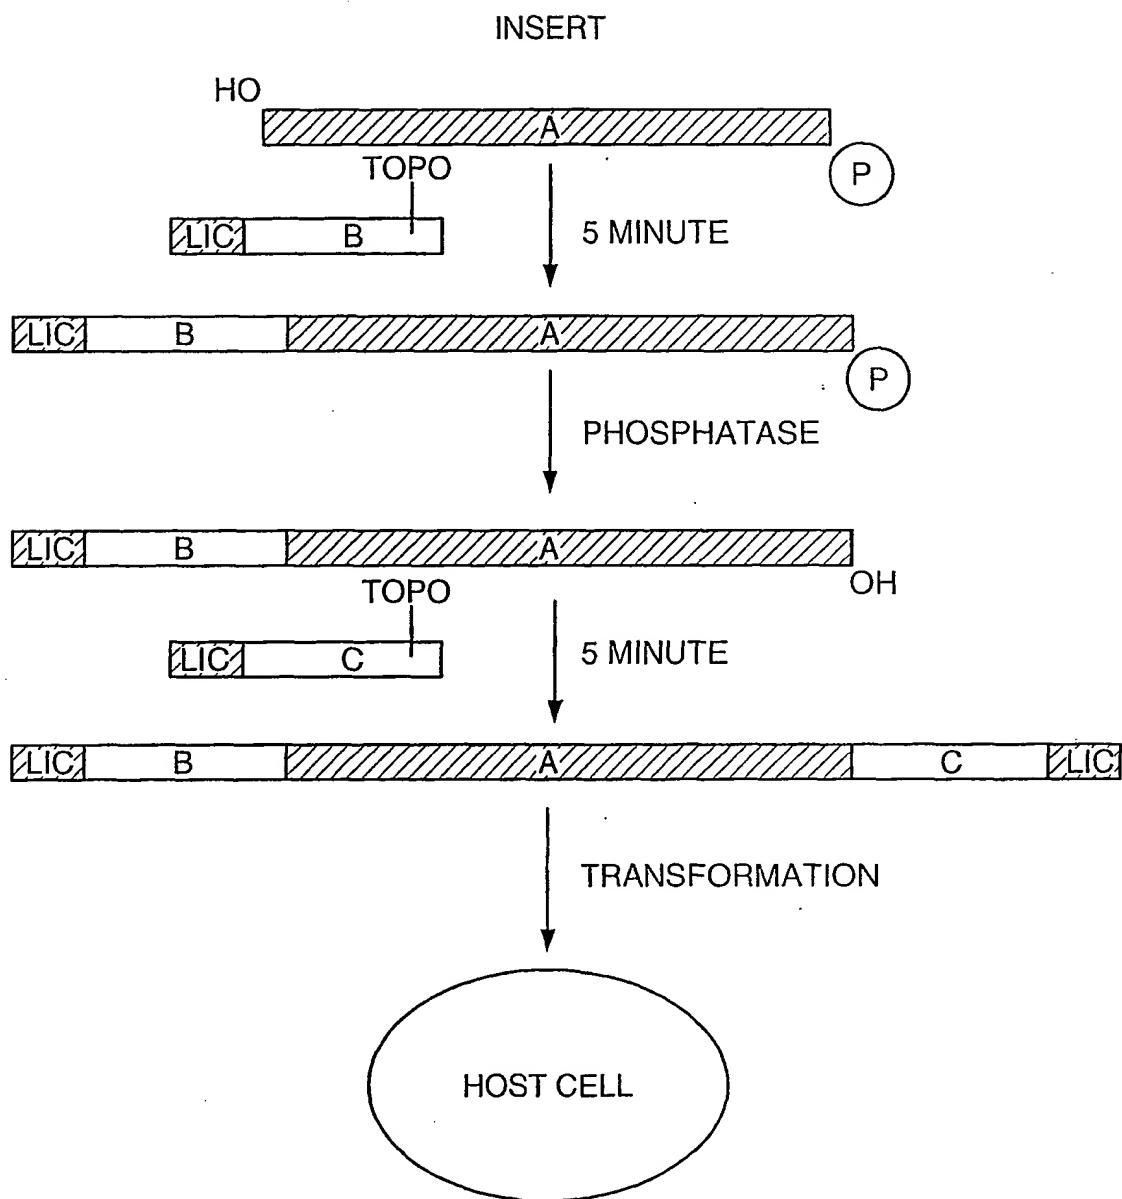 INSERT
HO
A
TOPO
P
LIC B
5 MINUTE
LIC B A
P
PHOSPHATASE
LIC B A
OH
TOPO
LIC C
5 MINUTE
LIC B A C LIC
TRANSFORMATION
HOST CELL